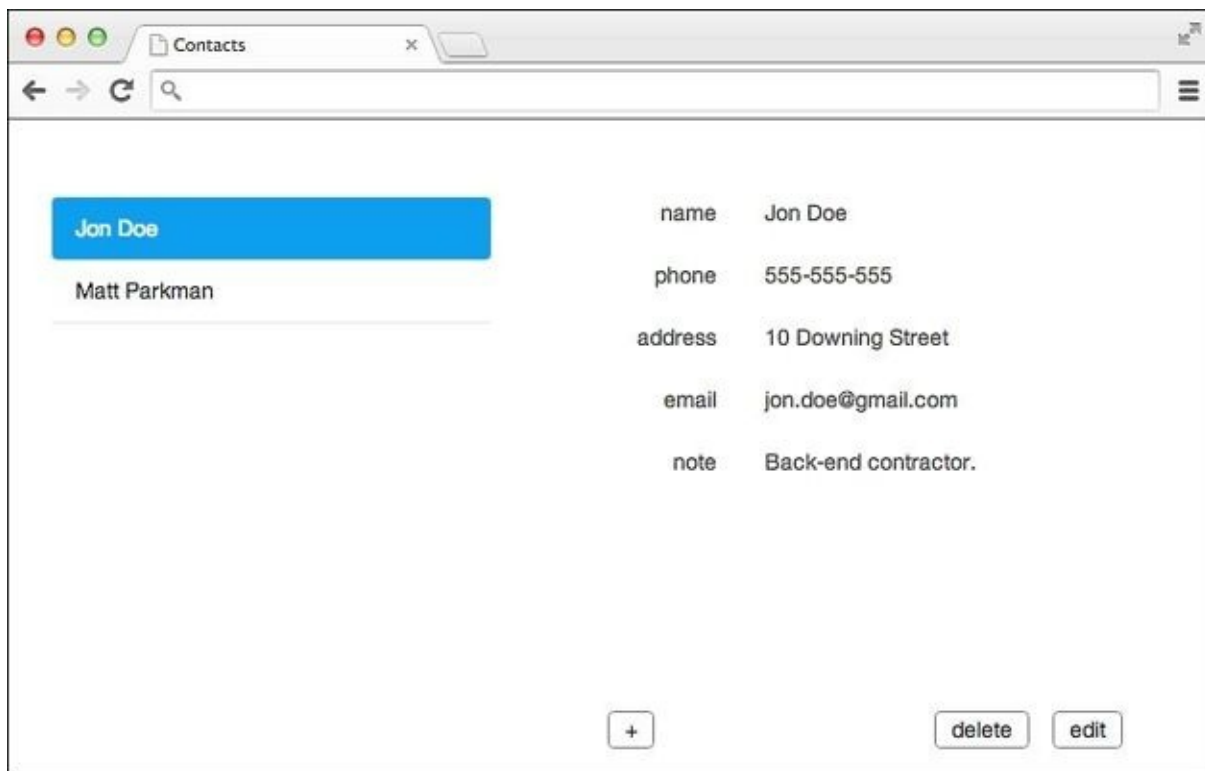 Contacts
Jon Doe
Matt Parkman
name Jon Doe
phone 555-555-555
address 10 Downing Street
email jon.doe@gmail.com
note Back-end contractor.
+ delete edit